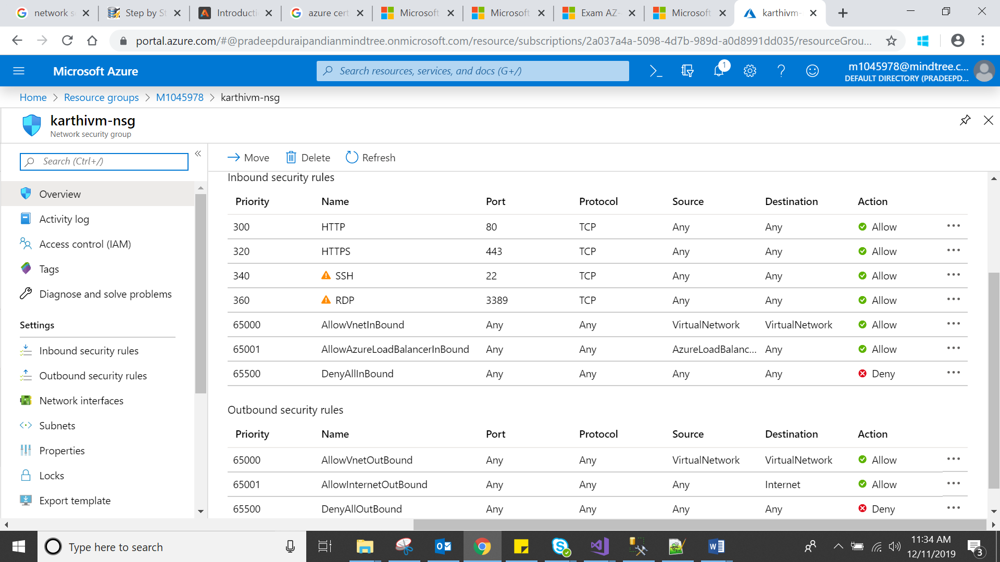 network s
Step by St
Introducti
azure cert
Microsoft
Microsoft
Exam AZ-
Microsoft
karthivm-
portal.azure.com/#@pradeepduraipandianmindtree.onmicrosoft.com/resource/subscriptions/2a037a4a-5098-4d7b-989d-a0d8991dd035/resourceGrou...
Microsoft Azure
Search resources, services, and docs (G+/)
1
m1045978@mindtree.c...
DEFAULT DIRECTORY (PRADEEPD...
Home > Resource groups > M1045978 > karthivm-nsg
karthivm-nsg
Network security group
Search (Ctrl+/)
Overview
Activity log
Access control (IAM)
Tags
Diagnose and solve problems
Settings
Inbound security rules
Outbound security rules
Network interfaces
Subnets
Properties
Locks
Export template
Move Delete Refresh
Inbound security rules
Priority Name Port Protocol Source Destination Action
300 HTTP 80 TCP Any Any Allow
320 HTTPS 443 TCP Any Any Allow
340 SSH 22 TCP Any Any Allow
360 RDP 3389 TCP Any Any Allow
65000 AllowVnetInBound Any Any VirtualNetwork VirtualNetwork Allow
65001 AllowAzureLoadBalancerInBound Any Any AzureLoadBalanc... Any Allow
65500 DenyAllInBound Any Any Any Any Deny
Outbound security rules
Priority Name Port Protocol Source Destination Action
65000 AllowVnetOutBound Any Any VirtualNetwork VirtualNetwork Allow
65001 AllowInternetOutBound Any Any Any Internet Allow
65500 DenyAllOutBound Any Any Any Any Deny
Type here to search
11:34 AM
12/11/2019
3